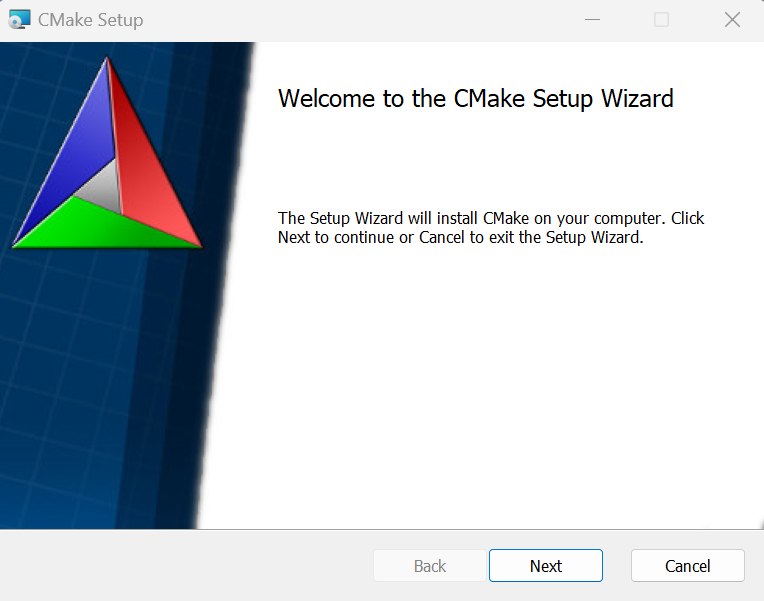 CMake Setup
Welcome to the CMake Setup Wizard
The Setup Wizard will install CMake on your computer. Click
Next to continue or Cancel to exit the Setup Wizard.
Back
Next
Cancel